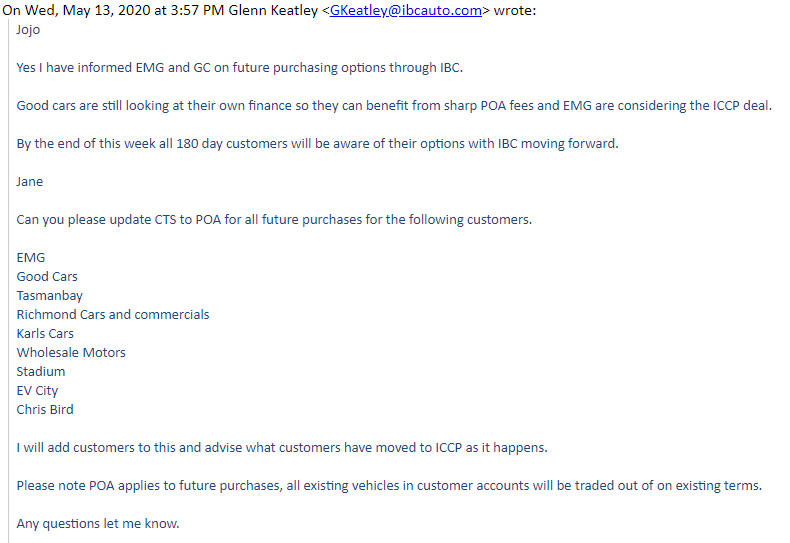 On Wed, May 13, 2020 at 3:57 PM Glenn Keatley <GKeatley@ibcauto.com> wrote:
Jojo
Yes I have informed EMG and GC on future purchasing options through IBC.
Good cars are still looking at their own finance so they can benefit from sharp POA fees and EMG are considering the ICCP deal.
By the end of this week all 180 day customers will be aware of their options with IBC moving forward.
Jane
Can you please update CTS to POA for all future purchases for the following customers.
EMG
Good Cars
Tasmanbay
Richmond Cars and commercials
Karls Cars
Wholesale Motors
Stadium
EV City
Chris Bird
I will add customers to this and advise what customers have moved to ICCP as it happens.
Please note POA applies to future purchases, all existing vehicles in customer accounts will be traded out of on existing terms.
Any questions let me know.